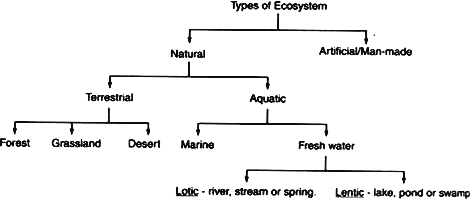 Types of Ecosystem
Natural
Artificial/Man-made
Terrestrial
Aquatic
Forest
Grassland
Desert
Marine
Fresh water
Lotic - river, stream or spring.
Lentic - lake, pond or swamp